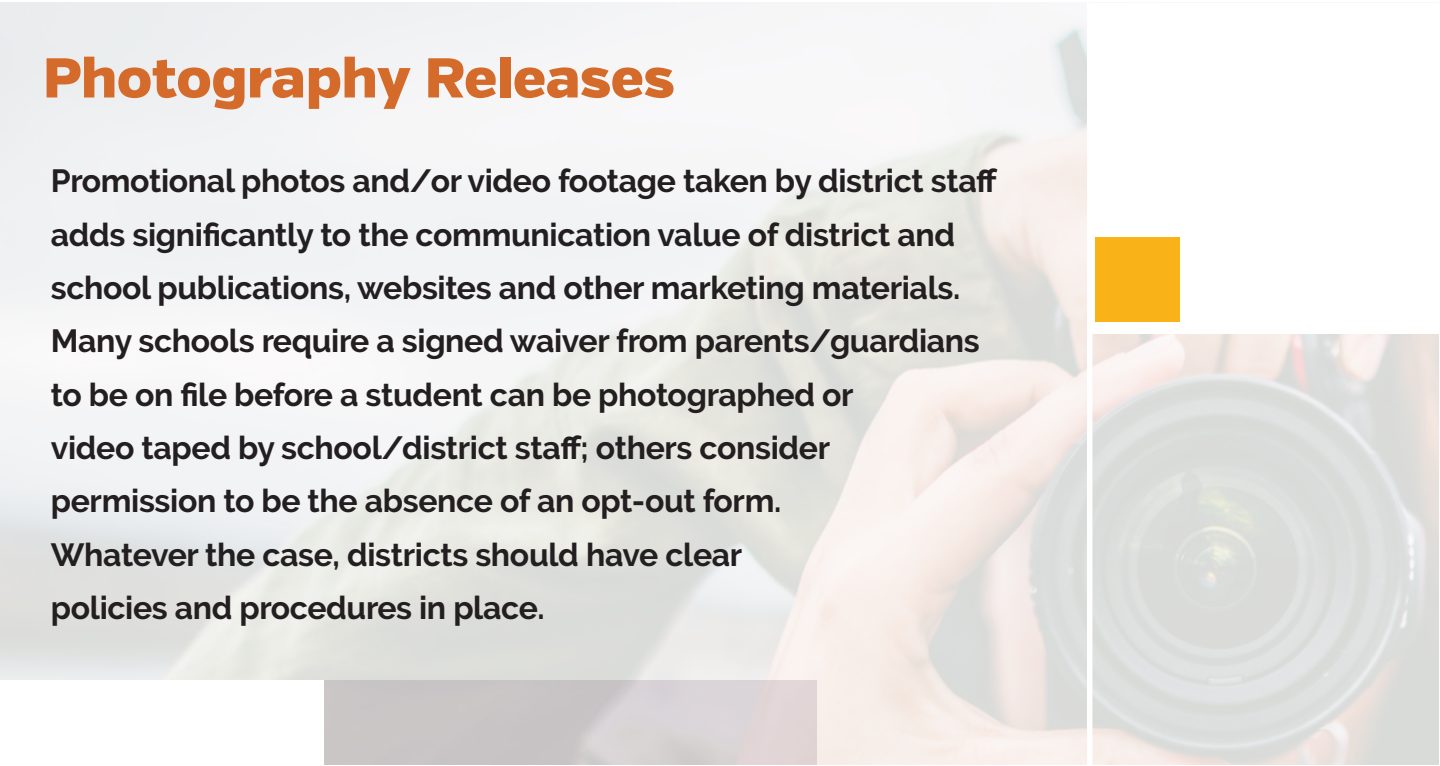 Photography Releases
Promotional photos and/or video footage taken by district staff
adds significantly to the communication value of district and
school publications, websites and other marketing materials.
Many schools require a signed waiver from parents/guardians
to be on file before a student can be photographed or
video taped by school/district staff; others consider
permission to be the absence of an opt-out form.
Whatever the case, districts should have clear
policies and procedures in place.